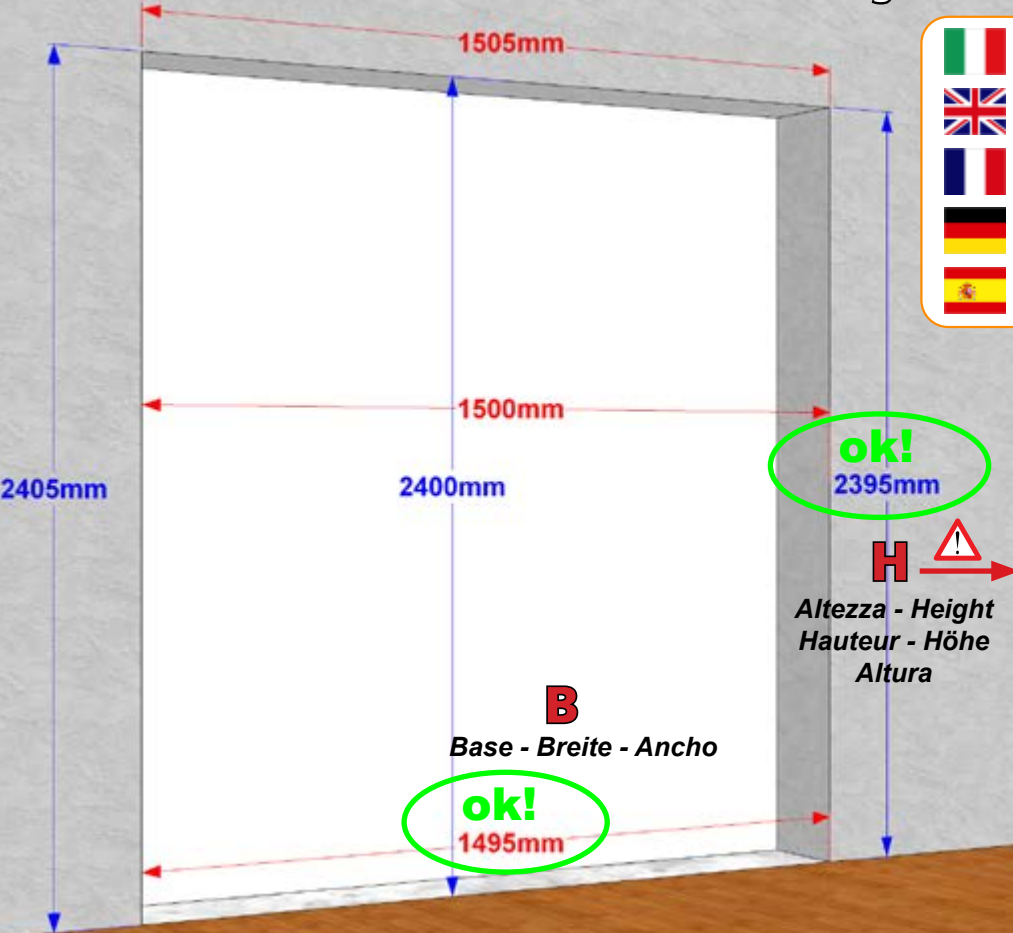 1505mm
1500mm
ok!
2405mm
2400mm
2395mm
H
Altezza - Height
Hauteur - Höhe
Altura
B
Base - Breite - Ancho
ok!
1495mm